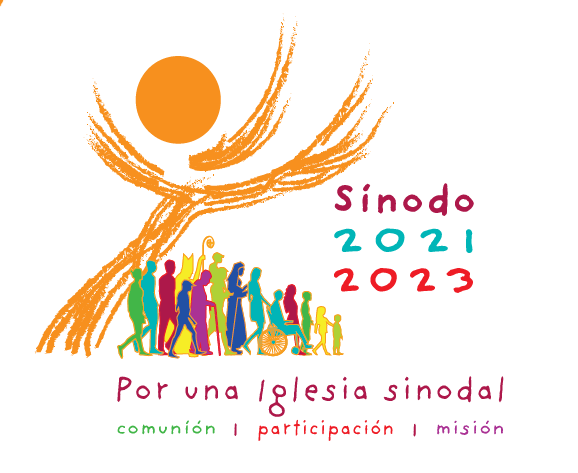 Sínodo
2021
2023
Por una Iglesia sinodal
comunión | participación | misión